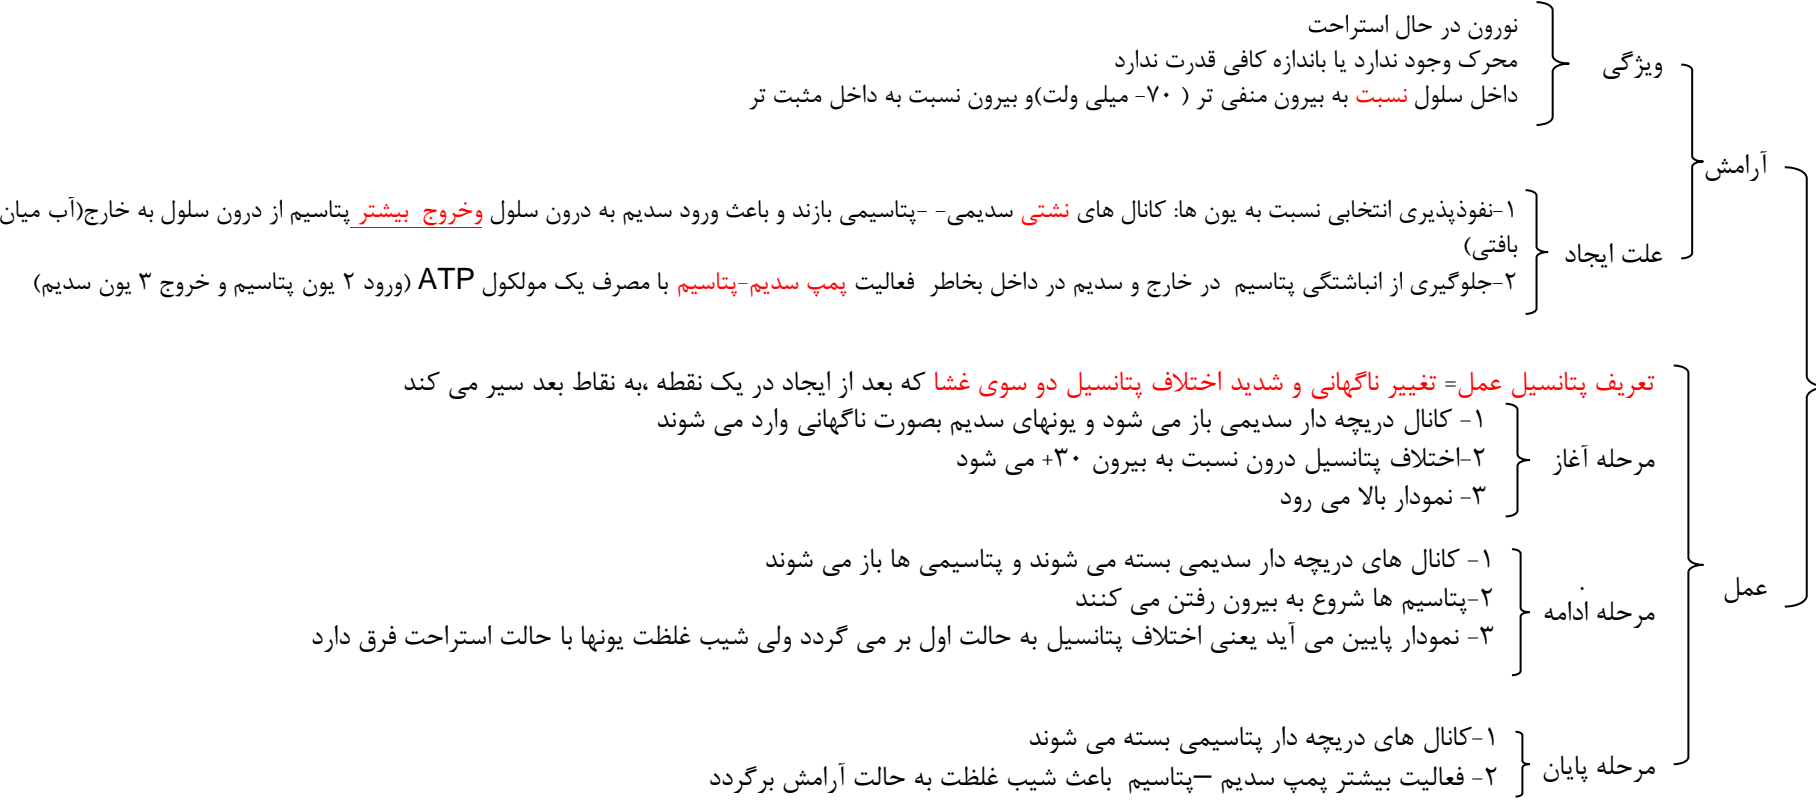 نورون در حال استراحت
محرک وجود ندارد یا باندازه کافی قدرت ندارد
داخل سلول نسبت به بیرون منفی تر ( ۷۰- میلی ولت)و بیرون نسبت به داخل مثبت تر
ویژگی
آرامش
۱-نفوذپذیری انتخابی نسبت به یون ها: کانال های نشتی سدیمی- -پتاسیمی بازند و باعث ورود سدیم به درون سلول وخروج بیشتر پتاسیم از درون سلول به خارج(آب میان
بافتی)
۲-جلوگیری از انباشتگی پتاسیم در خارج و سدیم در داخل بخاطر فعالیت پمپ سدیم-پتاسیم با مصرف یک مولکول ATP (ورود ۲ یون پتاسیم و خروج ۳ یون سدیم)
علت ایجاد
تعریف پتانسیل عمل= تغییر ناگهانی و شدید اختلاف پتانسیل دو سوی غشا که بعد از ایجاد در یک نقطه ،به نقاط بعد سیر می کند
۱- کانال دریچه دار سدیمی باز می شود و یونهای سدیم بصورت ناگهانی وارد می شوند
۲-اختلاف پتانسیل درون نسبت به بیرون ۳۰+ می شود
۳- نمودار بالا می رود
مرحله آغاز
۱- کانال های دریچه دار سدیمی بسته می شوند و پتاسیمی ها باز می شوند
۲-پتاسیم ها شروع به بیرون رفتن می کنند
۳- نمودار پایین می آید یعنی اختلاف پتانسیل به حالت اول بر می گردد ولی شیب غلظت یونها با حالت استراحت فرق دارد
مرحله ادامه
عمل
۱-کانال های دریچه دار پتاسیمی بسته می شوند
۲- فعالیت بیشتر پمپ سدیم –پتاسیم باعث شیب غلظت به حالت آرامش برگردد
مرحله پایان